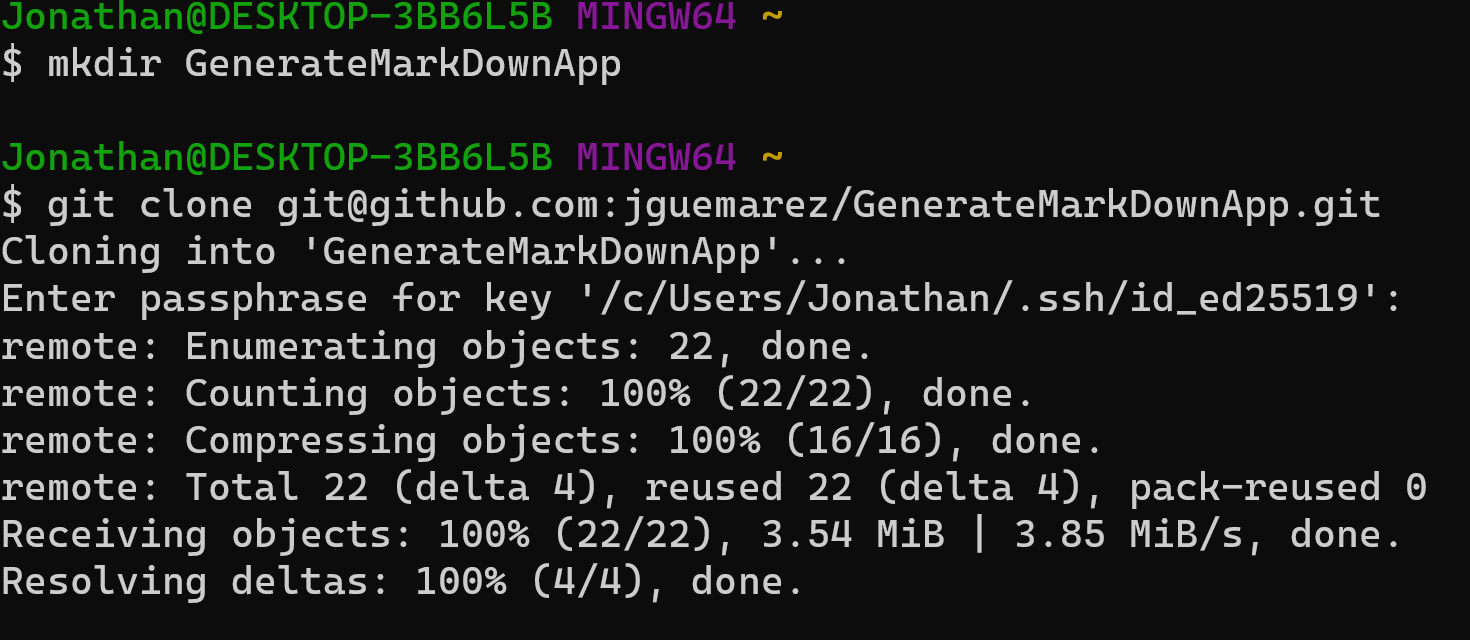 Jonathan@DESKTOP-3BB6L5B MINGW64 ~
$ mkdir GenerateMarkDownApp
Jonathan@DESKTOP-3BB6L5B MINGW64 ~
$ git clone git@github.com:jguemarez/GenerateMarkDownApp.git
Cloning into 'GenerateMarkDownApp'...
Enter passphrase for key '/c/Users/Jonathan/.ssh/id_ed25519':
remote: Enumerating objects: 22, done.
remote: Counting objects: 100% (22/22), done.
remote: Compressing objects: 100% (16/16), done.
remote: Total 22 (delta 4), reused 22 (delta 4), pack-reused 0
Receiving objects: 100% (22/22), 3.54 MiB | 3.85 MiB/s, done.
Resolving deltas: 100% (4/4), done.